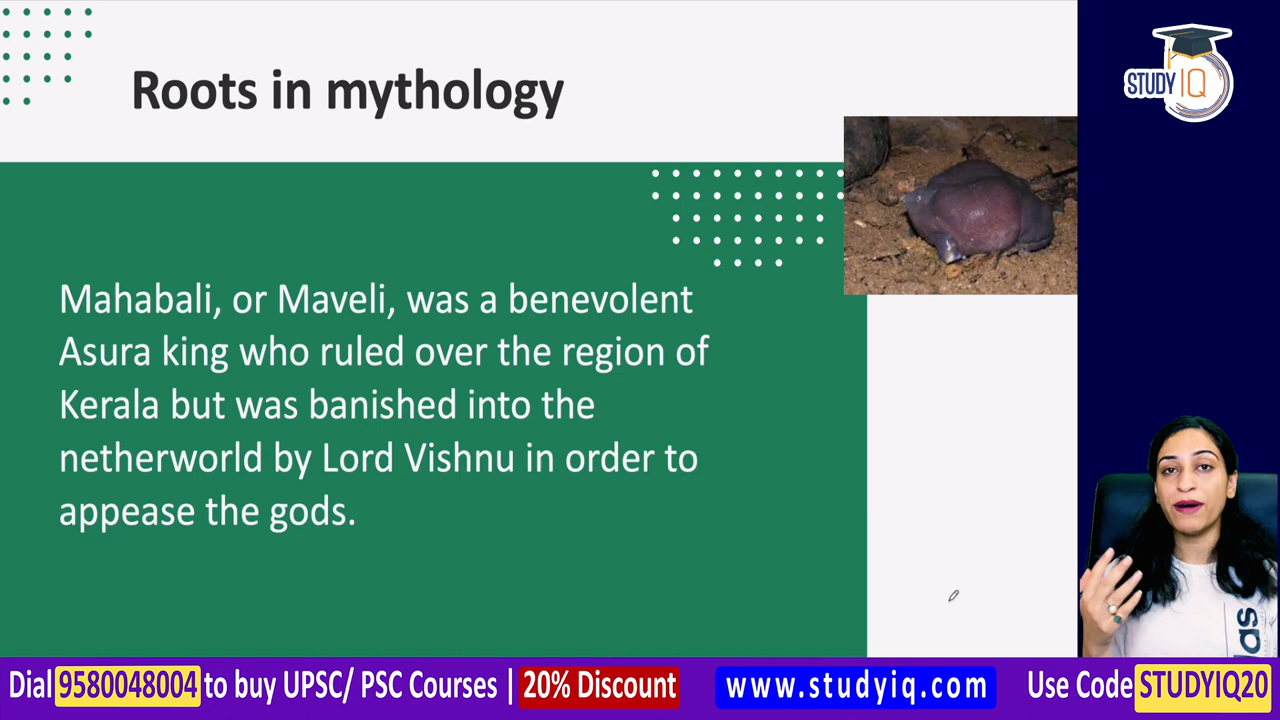 Roots in mythology
STUDY IQ
Mahabali, or Maveli, was a benevolent
Asura king who ruled over the region of
Kerala but was banished into the
netherworld by Lord Vishnu in order to
appease the gods.
as
Dial 9580048004 to buy UPSC/ PSC Courses | 20% Discount www.studyiq.com Use Code STUDYIQ20